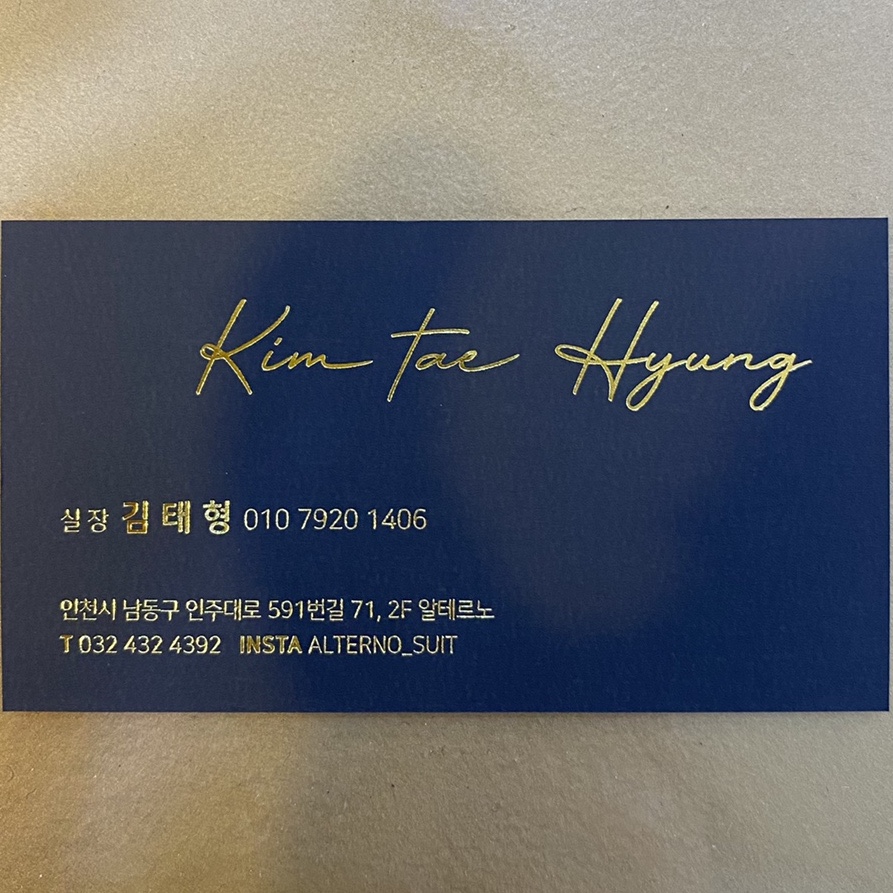 Kim tae Hyung
실장 김태형 010 7920 1406
인천시 남동구 인주대로 591번길 71, 2F 알테르노
T 032 432 4392 INSTA ALTERNO_SUIT